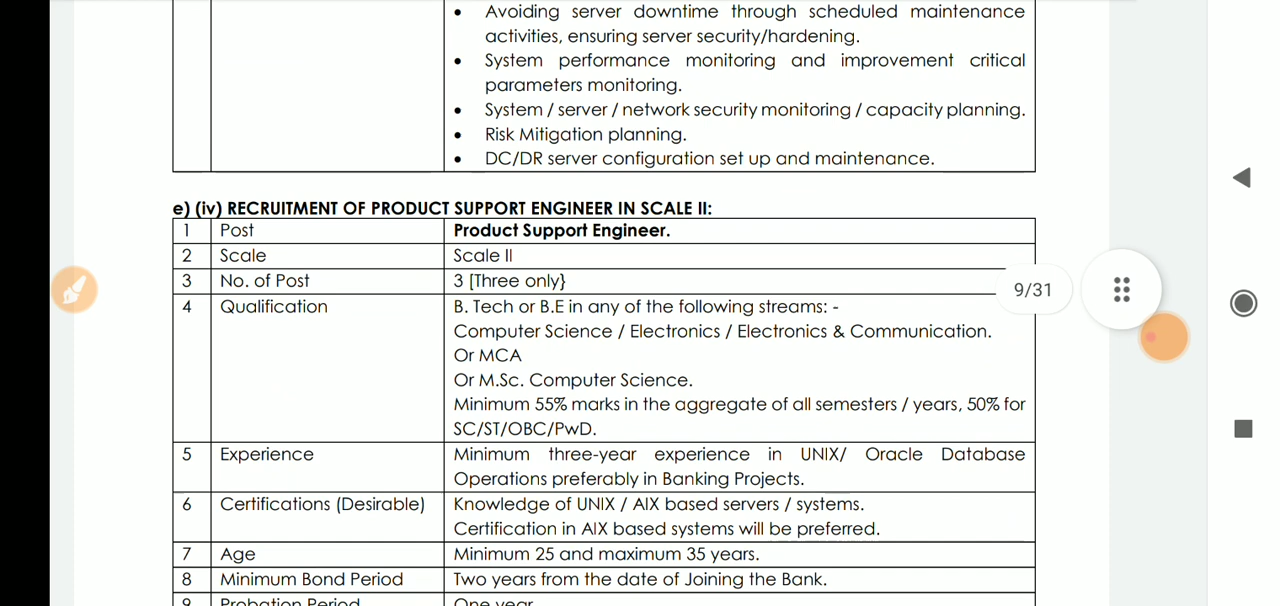 • Avoiding server downtime through scheduled maintenance
activities, ensuring server security/hardening.
• System performance monitoring and improvement critical
parameters monitoring.
• System / server / network security monitoring / capacity planning.
• Risk Mitigation planning.
• DC/DR server configuration set up and maintenance.
e) (iv) RECRUITMENT OF PRODUCT SUPPORT ENGINEER IN SCALE II:
1 Post Product Support Engineer.
2 Scale Scale II
3 No. of Post 3 [Three only}
9/31
4 Qualification B. Tech or B.E in any of the following streams: -
Computer Science / Electronics / Electronics & Communication.
Or MCA
Or M.Sc. Computer Science.
Minimum 55% marks in the aggregate of all semesters / years, 50% for
SC/ST/OBC/PwD.
5 Experience Minimum three-year experience in UNIX/ Oracle Database
Operations preferably in Banking Projects.
6 Certifications (Desirable) Knowledge of UNIX / AIX based servers / systems.
Certification in AIX based systems will be preferred.
7 Age Minimum 25 and maximum 35 years.
8 Minimum Bond Period Two years from the date of Joining the Bank.
9 Probation Period One year